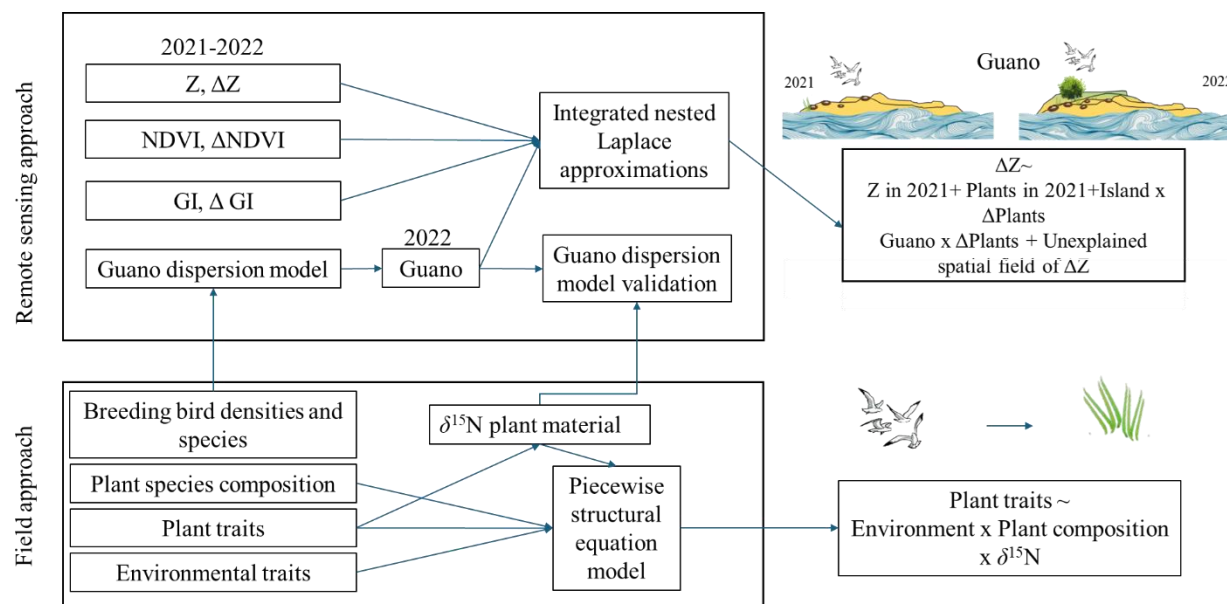 Remote sensing approach
2021-2022
Z, ΔZ
NDVI, ΔNDVI
GI, Δ GI
Guano dispersion model
2022
Guano
Integrated nested
Laplace
approximations
Guano dispersion
model validation
Guano
2021
ΔZ~
Z in 2021+ Plants in 2021+Island x
ΔPlants
Guano x ΔPlants + Unexplained
spatial field of ΔZ
Field approach
Breeding bird densities and
species
Plant species composition
Plant traits
Environmental traits
δ¹⁵N plant material
Piecewise
structural
equation
model
Plant traits ~
Environment x Plant composition
x δ¹⁵N